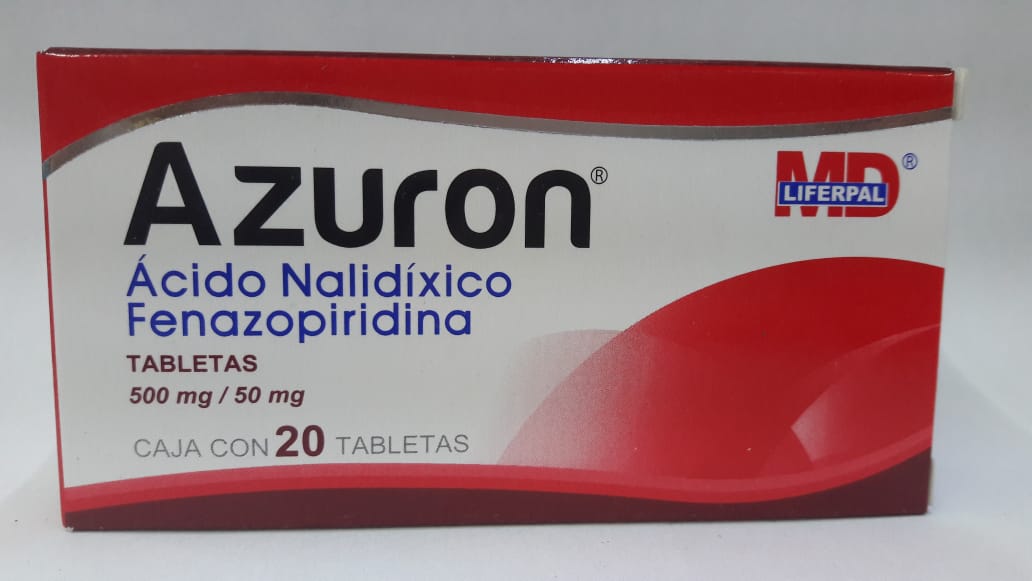 Azuron®
MD®
LIFERPAL
Ácido Nalidíxico
Fenazopiridina
TABLETAS
500 mg / 50 mg
CAJA CON 20 TABLETAS